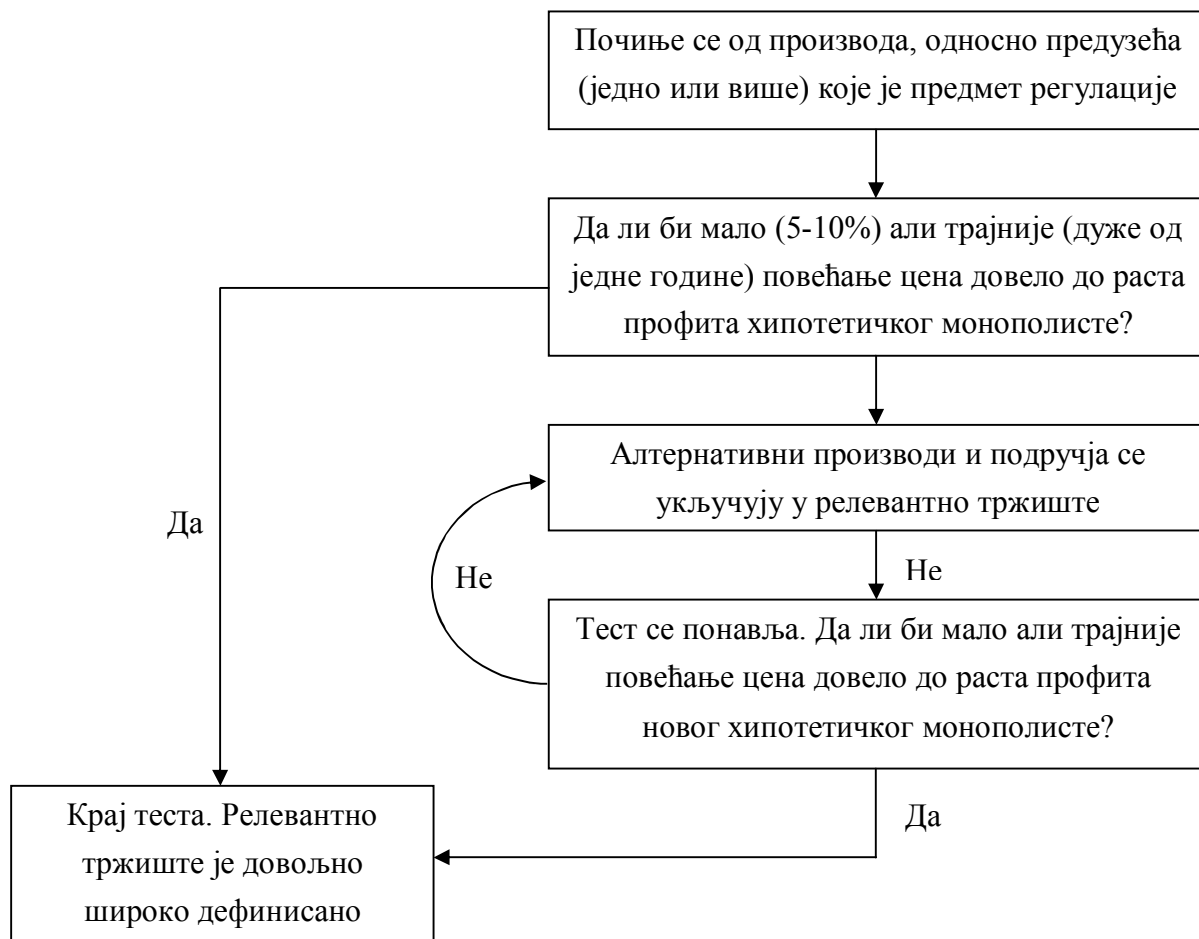 Почиње се од производа, односно предузећа
(једно или више) које је предмет регулације
Да ли би мало (5-10%) али трајније (дуже од
једне године) повећање цена довело до раста
профита хипотетичког монополисте?
Алтернативни производи и подручја се
укључују у релевантно тржиште
Да
Не
Не
Тест се понавља. Да ли би мало али трајније
повећање цена довело до раста профита
новог хипотетичког монополисте?
Да
Крај теста. Релевантно
тржиште је довољно
широко дефинисано